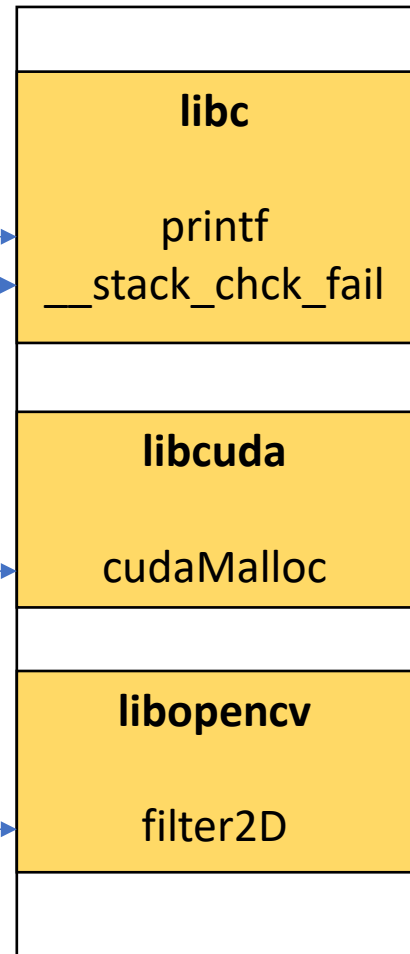 libc
printf
__stack_chck_fail
libcuda
cudaMalloc
libopencv
filter2D